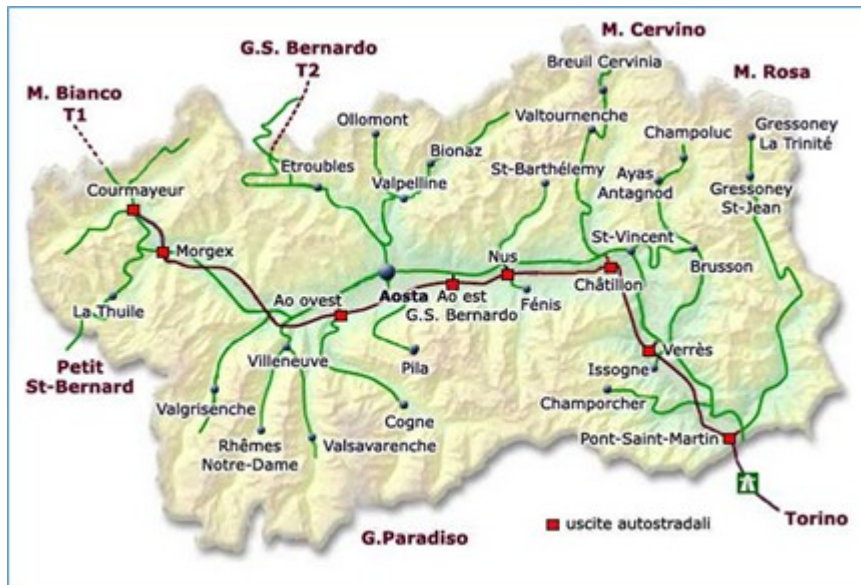 M. Cervino
G.S. Bernardo
T2
Breuil Cervinia
M. Rosa
M. Bianco
T1
Ollomont
Valtournenche
Champoluc
Gressoney
La Trinité
Bionaz
Etroubles
St-Barthélemy
Ayas
Antagnod
Courmayeur
Valpelline
Gressoney
St-Jean
Morgex
Nus
St-Vincent
Brusson
La Thuile
Ao ovest
Aosta
Ao est
G.S. Bernardo
Fénis
Châtillon
Petit
St-Bernard
Villeneuve
Pila
Verrès
Issogne
Valgrisenche
Cogne
Champorcher
Rhêmes
Notre-Dame
Valsavarenche
Pont-Saint-Martin
G.Paradiso
uscite autostradali
Torino